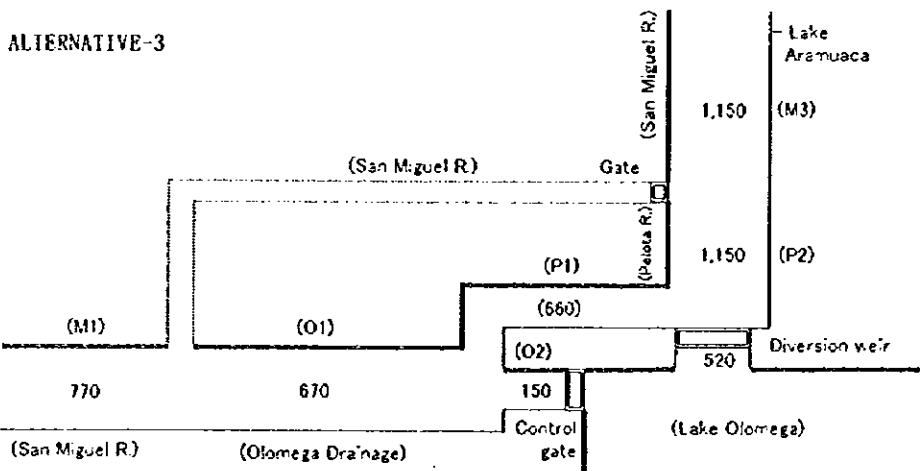 ALTERNATIVE-3
Lake
Aramuaca
(San Miguel R.)
1,150
(M3)
(San Miguel R.)
Gate
(Pelota R.)
1,150
(P2)
(P1)
(660)
(M1)
(O1)
(O2)
Diversion weir
520
770
670
150
Control
gate
(Lake Olomega)
(San Miguel R.)
(Olomega Drainage)